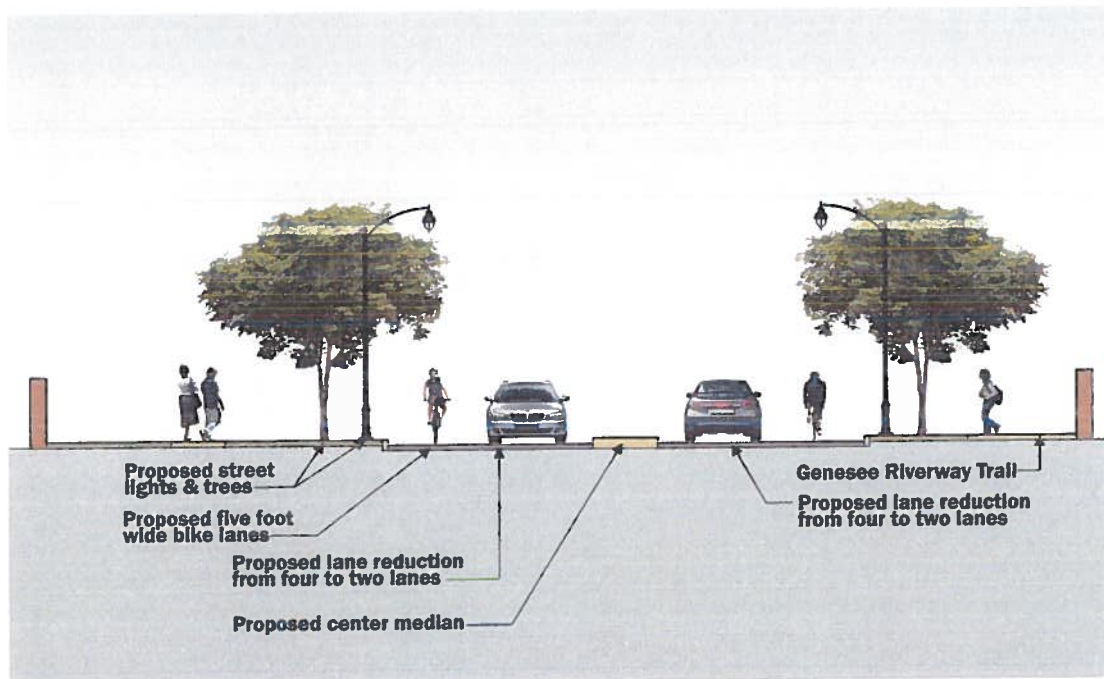 Proposed street
lights & trees
Proposed five foot
wide bike lanes
Proposed lane reduction
from four to two lanes
Proposed center median
Genesee Riverway Trail
Proposed lane reduction
from four to two lanes